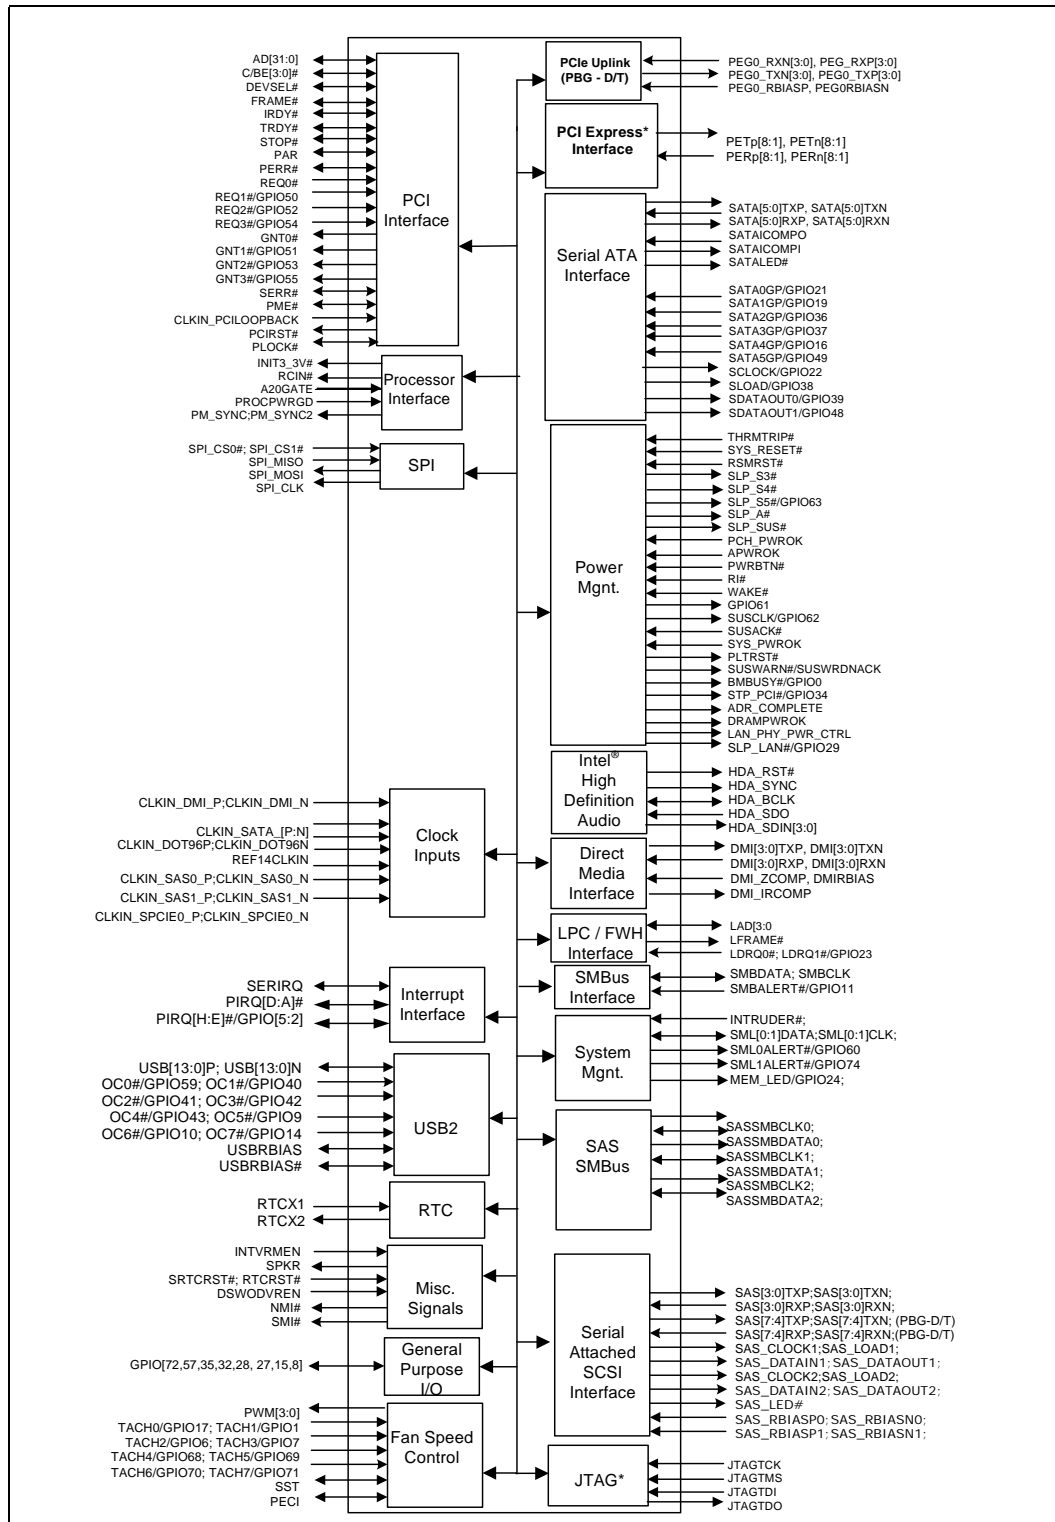 AD[31:0]
C/BE[3:0]#
DEVSEL#
FRAME#
IRDY#
TRDY#
STOP#
PAR
PERR#
REQ0#
REQ1#/GPIO50
REQ2#/GPIO52
REQ3#/GPIO54
GNT0#
GNT1#/GPIO51
GNT2#/GPIO53
GNT3#/GPIO55
SERR#
PME#
CLKIN_PCILOOPBACK
PCIRST#
PLOCK#
PCI
Interface
INIT3_3V#
RCIN#
A20GATE
PROCPWRGD
PM_SYNC;PM_SYNC2
Processor
Interface
SPI_CS0#; SPI_CS1#
SPI_MISO
SPI_MOSI
SPI_CLK
SPI
CLKIN_DMI_P;CLKIN_DMI_N
CLKIN_SATA_[P:N]
CLKIN_DOT96P;CLKIN_DOT96N
REF14CLKIN
CLKIN_SAS0_P;CLKIN_SAS0_N
CLKIN_SAS1_P;CLKIN_SAS1_N
CLKIN_SPCIE0_P;CLKIN_SPCIE0_N
Clock
Inputs
SERIRQ
PIRQ[D:A]#
PIRQ[H:E]#/GPIO[5:2]
Interrupt
Interface
USB[13:0]P; USB[13:0]N
OC0#/GPIO59; OC1#/GPIO40
OC2#/GPIO41; OC3#/GPIO42
OC4#/GPIO43; OC5#/GPIO9
OC6#/GPIO10; OC7#/GPIO14
USBRBIAS
USBRBIAS#
USB2
RTCX1
RTCX2
RTC
INTVRMEN
SPKR
SRTCRST#; RTCRST#
DSWODVREN
NMI#
SMI#
Misc.
Signals
GPIO[72,57,35,32,28, 27,15,8]
General
Purpose
I/O
PWM[3:0]
TACH0/GPIO17; TACH1/GPIO1
TACH2/GPIO6; TACH3/GPIO7
TACH4/GPIO68; TACH5/GPIO69
TACH6/GPIO70; TACH7/GPIO71
SST
PECI
Fan Speed
Control
PCIe Uplink
(PBG - D/T)
PEG0_RXN[3:0], PEG_RXP[3:0]
PEG0_TXN[3:0], PEG0_TXP[3:0]
PEG0_RBIASP, PEG0RBIASN
PCI Express*
Interface
PETp[8:1], PETn[8:1]
PERp[8:1], PERn[8:1]
Serial ATA
Interface
SATA[5:0]TXP, SATA[5:0]TXN
SATA[5:0]RXP, SATA[5:0]RXN
SATAICOMPO
SATAICOMPI
SATALED#
SATA0GP/GPIO21
SATA1GP/GPIO19
SATA2GP/GPIO36
SATA3GP/GPIO37
SATA4GP/GPIO16
SATA5GP/GPIO49
SCLOCK/GPIO22
SLOAD/GPIO38
SDATAOUT0/GPIO39
SDATAOUT1/GPIO48
Power
Mgnt.
THRMTRIP#
SYS_RESET#
RSMRST#
SLP_S3#
SLP_S4#
SLP_S5#/GPIO63
SLP_A#
SLP_SUS#
PCH_PWROK
APWROK
PWRBTN#
RI#
WAKE#
GPIO61
SUSCLK/GPIO62
SUSACK#
SYS_PWROK
PLTRST#
SUSWARN#/SUSWRDNACK
BMBUSY#/GPIO0
STP_PCI#/GPIO34
ADR_COMPLETE
DRAMPWROK
LAN_PHY_PWR_CTRL
SLP_LAN#/GPIO29
Intel®
High
Definition
Audio
HDA_RST#
HDA_SYNC
HDA_BCLK
HDA_SDO
HDA_SDIN[3:0]
Direct
Media
Interface
DMI[3:0]TXP, DMI[3:0]TXN
DMI[3:0]RXP, DMI[3:0]RXN
DMI_ZCOMP, DMIRBIAS
DMI_IRCOMP
LPC / FWH
Interface
LAD[3:0
LFRAME#
LDRQ0#; LDRQ1#/GPIO23
SMBus
Interface
SMBDATA; SMBCLK
SMBALERT#/GPIO11
System
Mgnt.
INTRUDER#;
SML[0:1]DATA;SML[0:1]CLK;
SML0ALERT#/GPIO60
SML1ALERT#/GPIO74
MEM_LED/GPIO24;
SAS
SMBus
SASSMBCLK0;
SASSMBDATA0;
SASSMBCLK1;
SASSMBDATA1;
SASSMBCLK2;
SASSMBDATA2;
Serial
Attached
SCSI
Interface
SAS[3:0]TXP;SAS[3:0]TXN;
SAS[3:0]RXP;SAS[3:0]RXN;
SAS[7:4]TXP;SAS[7:4]TXN; (PBG-D/T)
SAS[7:4]RXP;SAS[7:4]RXN;(PBG-D/T)
SAS_CLOCK1;SAS_LOAD1;
SAS_DATAIN1; SAS_DATAOUT1;
SAS_CLOCK2;SAS_LOAD2;
SAS_DATAIN2; SAS_DATAOUT2;
SAS_LED#
SAS_RBIASP0; SAS_RBIASN0;
SAS_RBIASP1; SAS_RBIASN1;
JTAG*
JTAGTCK
JTAGTMS
JTAGTDI
JTAGTDO